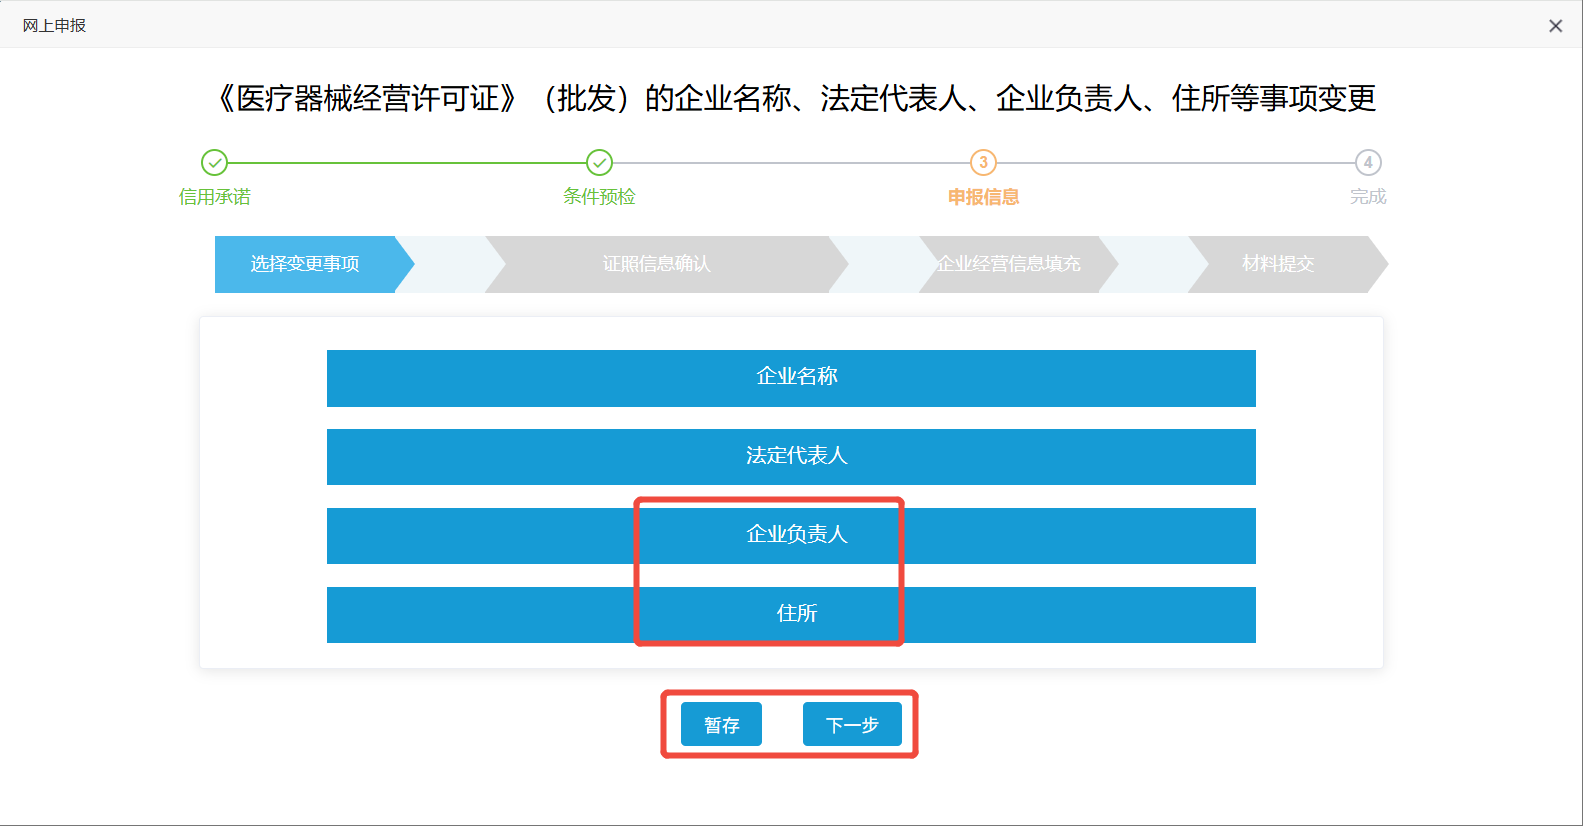 网上申报
《医疗器械经营许可证》（批发）的企业名称、法定代表人、企业负责人、住所等事项变更
3
4
信用承诺
条件预检
申报信息
完成
选择变更事项
证照信息确认
企业经营信息填充
材料提交
企业名称
法定代表人
企业负责人
住所
暂存
下一步